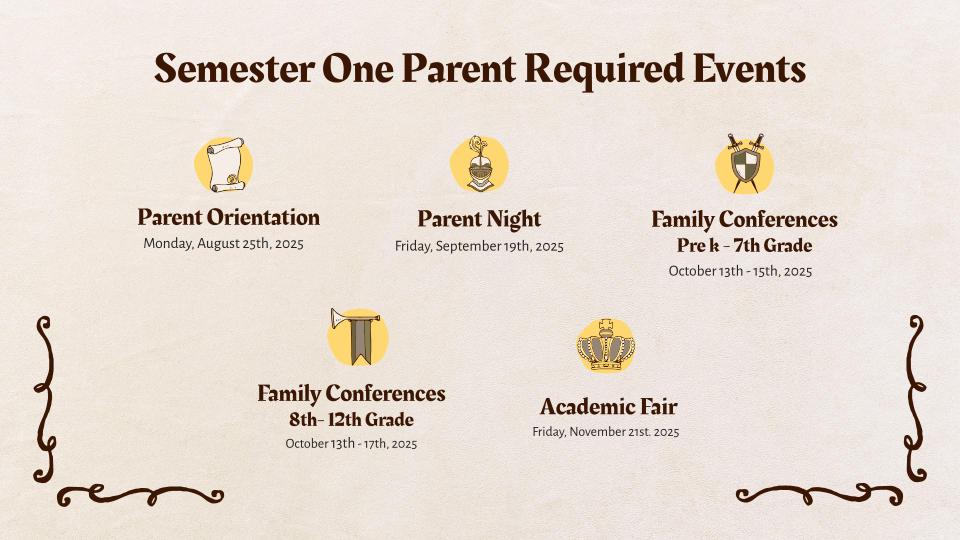 Semester One Parent Required Events
Parent Orientation
Monday, August 25th, 2025
Parent Night
Friday, September 19th, 2025
Family Conferences
Pre k - 7th Grade
October 13th - 15th, 2025
Family Conferences
8th- 12th Grade
October 13th - 17th, 2025
Academic Fair
Friday, November 21st. 2025